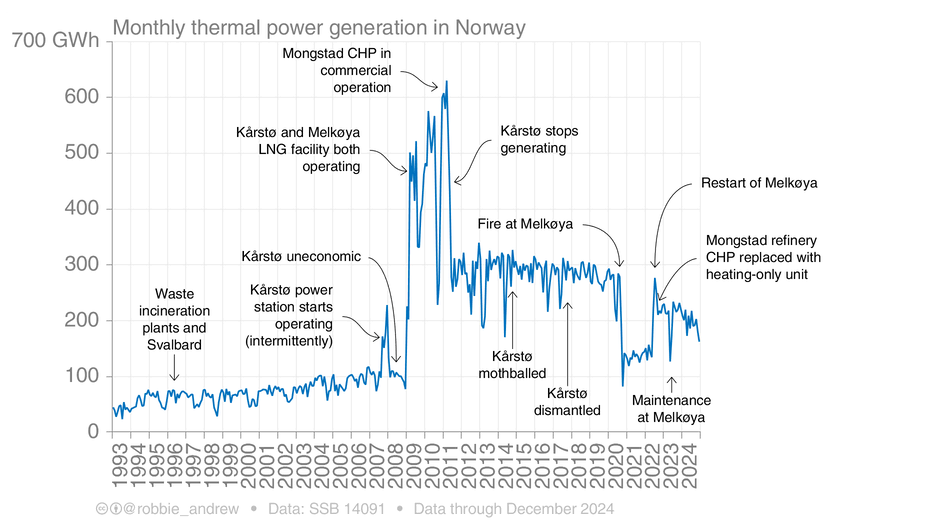 Monthly thermal power generation in Norway
700 GWh
600
500
400
300
200
100
0
Mongstad CHP in
commercial
operation
Kårstø and Melkøya
LNG facility both
operating
Kårstø stops
generating
Restart of Melkøya
Fire at Melkøya
Mongstad refinery
CHP replaced with
heating-only unit
Kårstø uneconomic
Kårstø power
station starts
operating
(intermittently)
Waste
incineration
plants and
Svalbard
Kårstø
mothballed
Kårstø
dismantled
Maintenance
at Melkøya
1993
1994
1995
1996
1997
1998
1999
2000
2001
2002
2003
2004
2005
2006
2007
2008
2009
2010
2011
2012
2013
2014
2015
2016
2017
2018
2019
2020
2021
2022
2023
2024
@robbie_andrew • Data: SSB 14091 • Data through December 2024